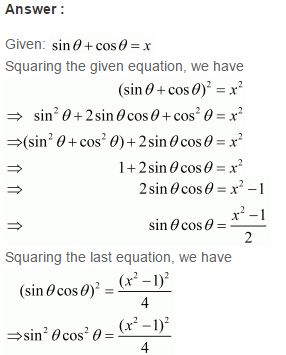 Answer :
Given: sin θ + cos θ = x
Squaring the given equation, we have
(sin θ + cos θ)² = x²
⇒ sin² θ + 2 sin θ cos θ + cos² θ = x²
⇒(sin² θ + cos² θ) + 2 sin θ cos θ = x²
⇒ 1 + 2 sin θ cos θ = x²
⇒ 2 sin θ cos θ = x² − 1
⇒ sin θ cos θ = (x² − 1)/2
Squaring the last equation, we have
(sin θ cos θ)² = (x² − 1)²/4
⇒sin² θ cos² θ = (x² − 1)²/4